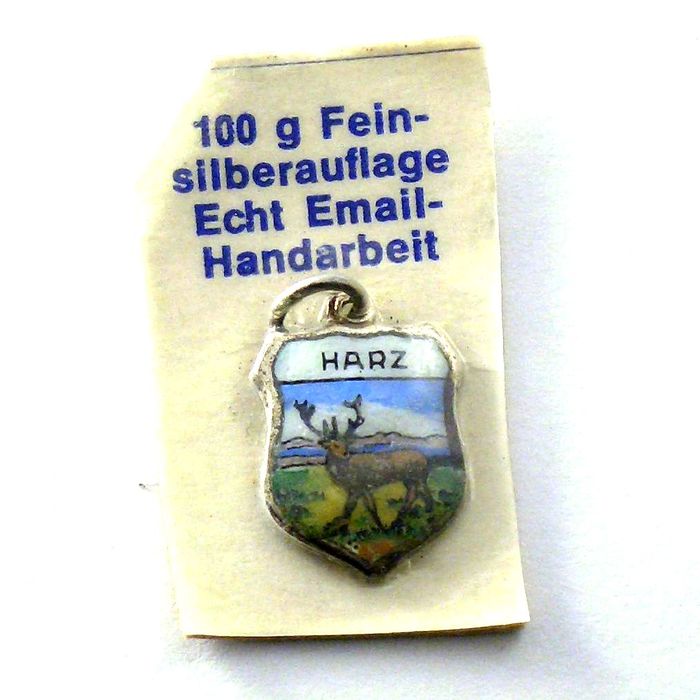 100 g Fein-
silberauflage
Echt Email-
Handarbeit
HARZ